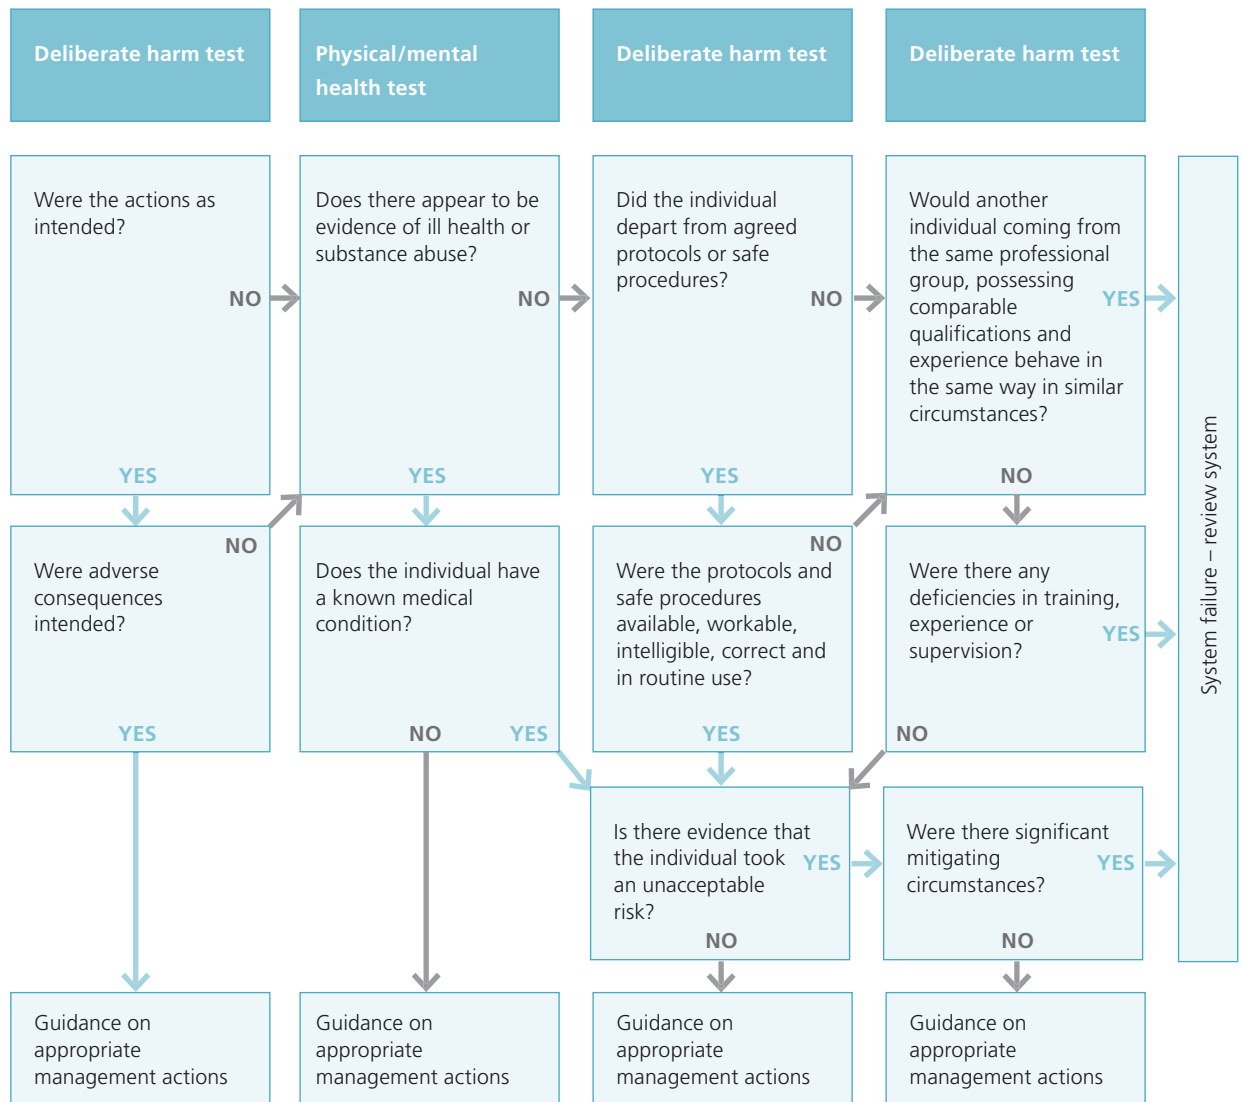 Deliberate harm test
Physical/mental
health test
Deliberate harm test
Deliberate harm test
Were the actions as
intended?
NO
YES
Does there appear to be
evidence of ill health or
substance abuse?
NO
YES
Did the individual
depart from agreed
protocols or safe
procedures?
NO
YES
Would another
individual coming from
the same professional
group, possessing
comparable
qualifications and
experience behave in
the same way in similar
circumstances?
YES
NO
System failure – review system
Were adverse
consequences
intended?
NO
YES
Does the individual have
a known medical
condition?
NO
YES
Were the protocols and
safe procedures
available, workable,
intelligible, correct and
in routine use?
NO
YES
Were there any
deficiencies in training,
experience or
supervision?
YES
NO
Is there evidence that
the individual took
an unacceptable
risk?
YES
NO
Were there significant
mitigating
circumstances?
YES
NO
Guidance on
appropriate
management actions
Guidance on
appropriate
management actions
Guidance on
appropriate
management actions
Guidance on
appropriate
management actions